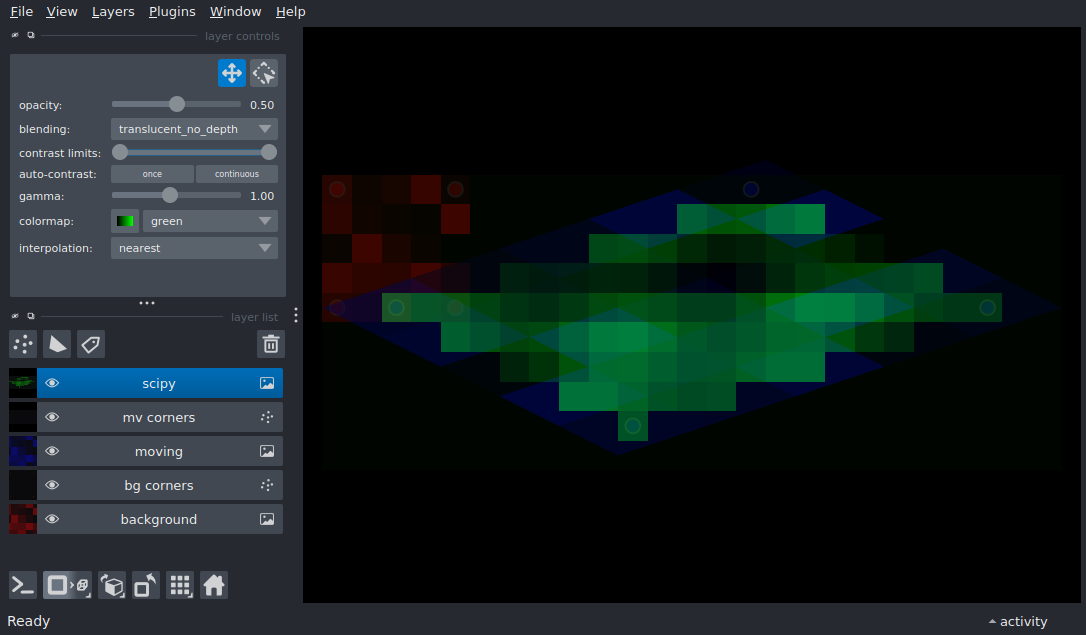 File View Layers Plugins Window Help
layer controls
opacity: 0.50
blending: translucent_no_depth
contrast limits:
auto-contrast: once continuous
gamma: 1.00
colormap: green
interpolation: nearest
layer list
scipy
mv corners
moving
bg corners
background
Ready
activity